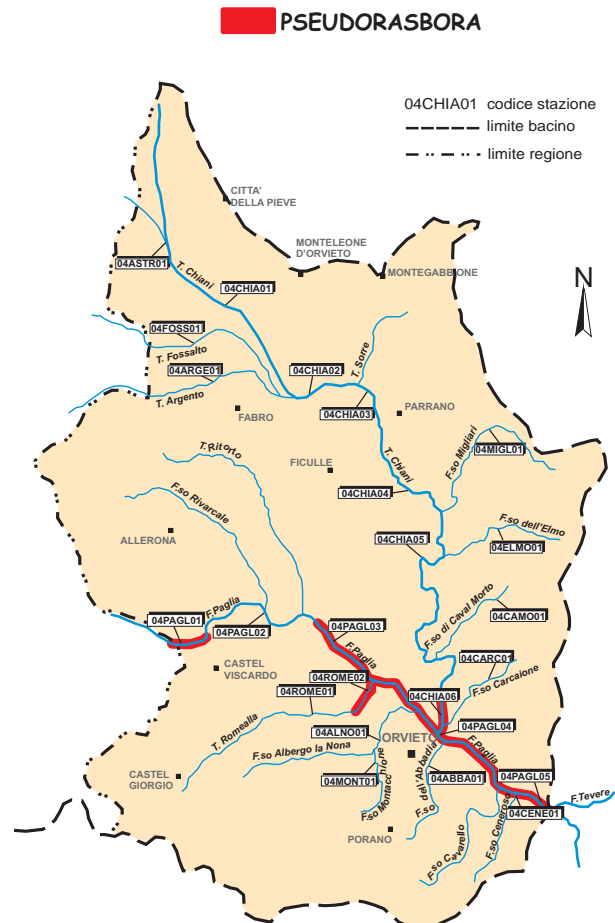 PSEUDORASBORA
04CHIA01 codice stazione
limite bacino
limite regione
CITTA'
DELLA PIEVE
MONTELEONE
D'ORVIETO
MONTEGABBIONE
N
04ASTR01
T. Chiani
04CHIA01
04FOSS01
T. Fossalto
04ARGE01
T. Argento
04CHIA02
T. Sorre
04CHIA03
FABRO
PARRANO
T. Ritorto
FICULLE
T. Chiani
F.so Migliari
04MIGL01
04CHIA04
F.so Rivarcale
ALLERONA
04CHIA05
F.so dell'Elmo
04ELMO01
F.so di Caval Morto
04CAMO01
04PAGL01
F.Paglia
04PAGL02
04PAGL03
F.Paglia
04CARC01
CASTEL
VISCARDO
04ROME02
04ROME01
04CHIA06
F.so Carcaione
T. Romealla
04ALNO01
ORVIETO
04PAGL04
F.so Albergo la Nona
F.Paglia
CASTEL
GIORGIO
04MONT01
F.so Montacchione
F.so dell'Abbadia
04ABBA01
04PAGL05
F.Tevere
04CENE01
PORANO
F.so Cavarello
F.so Ceneroso